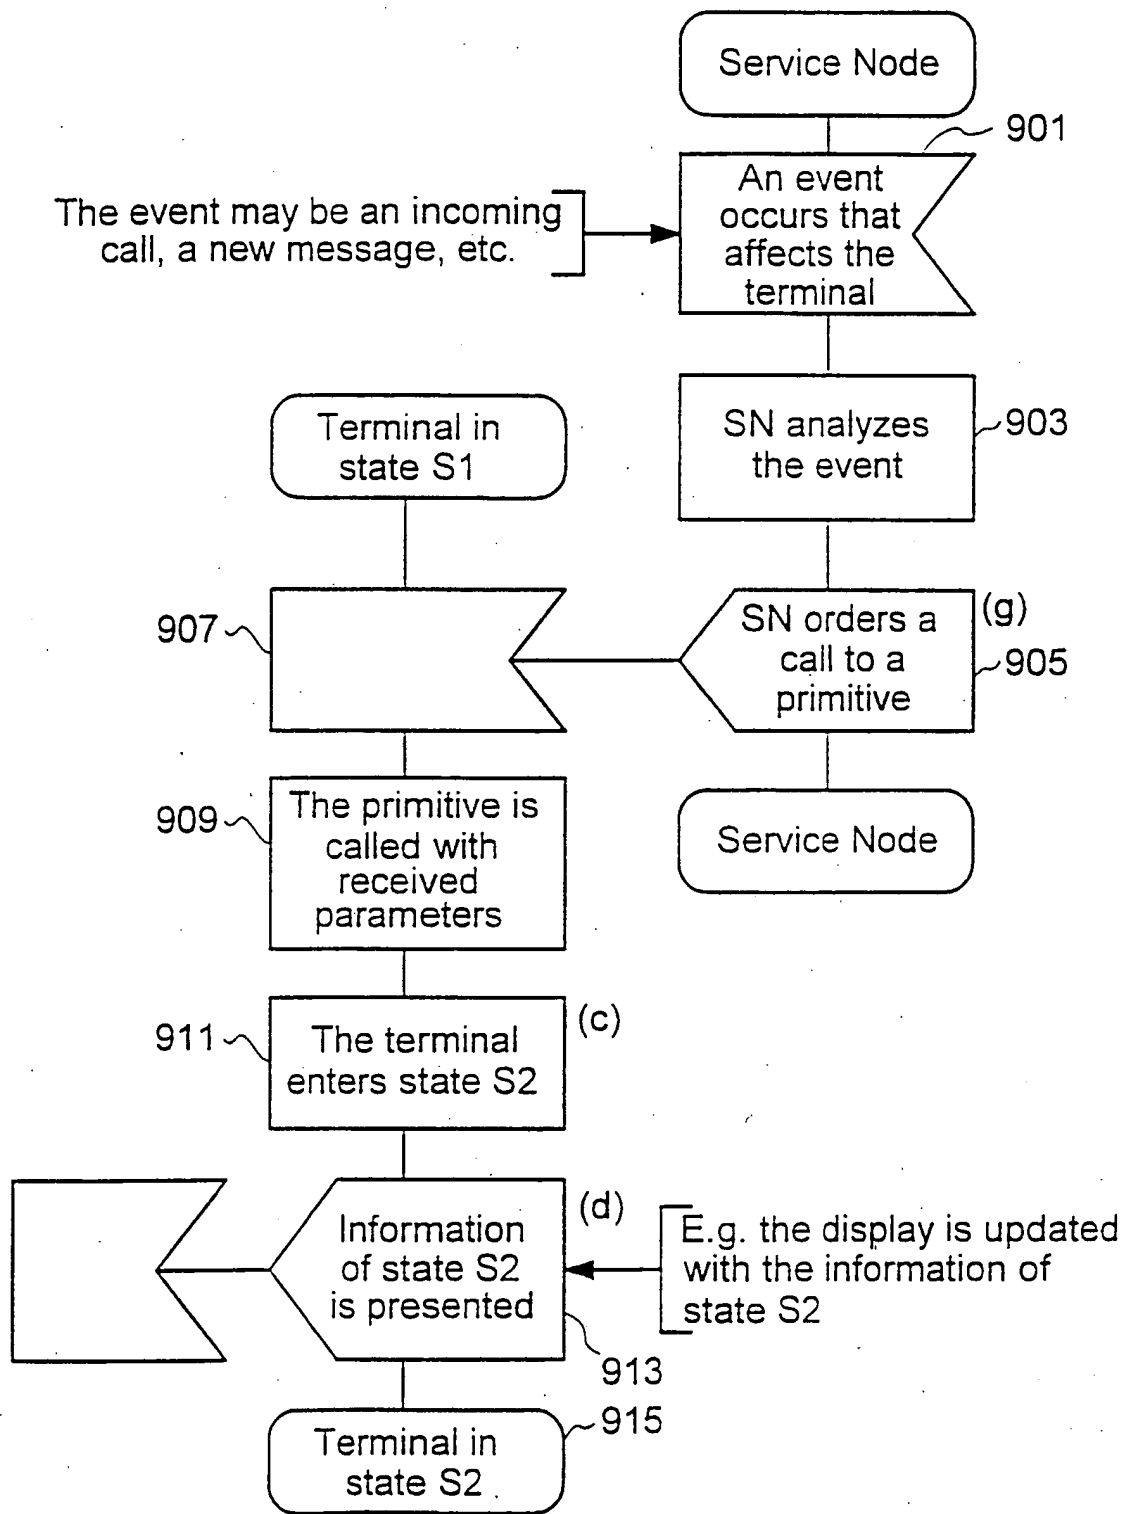 Service Node
901
An event
occurs that
affects the
terminal
The event may be an incoming
call, a new message, etc.
SN analyzes
the event
903
Terminal in
state S1
907
SN orders a
call to a
primitive
(g)
905
909
The primitive is
called with
received
parameters
Service Node
911
The terminal
enters state S2
(c)
Information
of state S2
is presented
(d)
E.g. the display is updated
with the information of
state S2
913
915
Terminal in
state S2